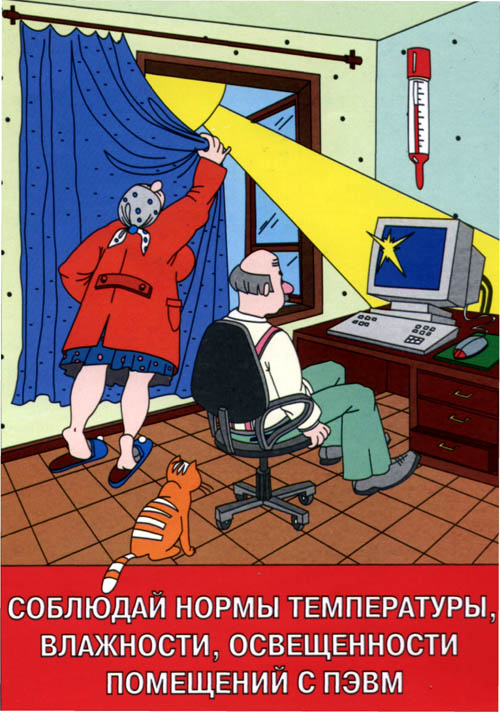 СОБЛЮДАЙ НОРМЫ ТЕМПЕРАТУРЫ,
ВЛАЖНОСТИ, ОСВЕЩЕННОСТИ
ПОМЕЩЕНИЙ С ПЭВМ